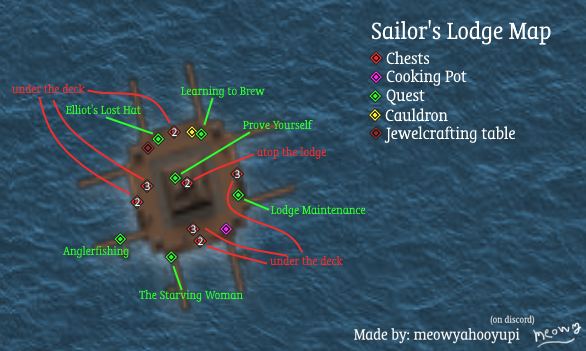 Sailor's Lodge Map
Chests
Cooking Pot
Quest
Cauldron
Jewelcrafting table
under the deck
Learning to Brew
Elliot's Lost Hat
Prove Yourself
2
atop the lodge
3
2
3
2
Lodge Maintenance
3
2
Anglerfishing
under the deck
The Starving Woman
(on discord)
Made by: meowyahooyupi
meowy